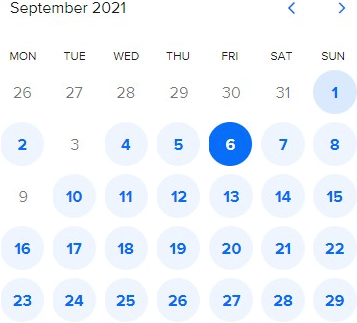 September 2021
MON TUE WED THU FRI SAT SUN
26 27 28 29 30 31 1
2 3 4 5 6 7 8
9 10 11 12 13 14 15
16 17 18 19 20 21 22
23 24 25 26 27 28 29